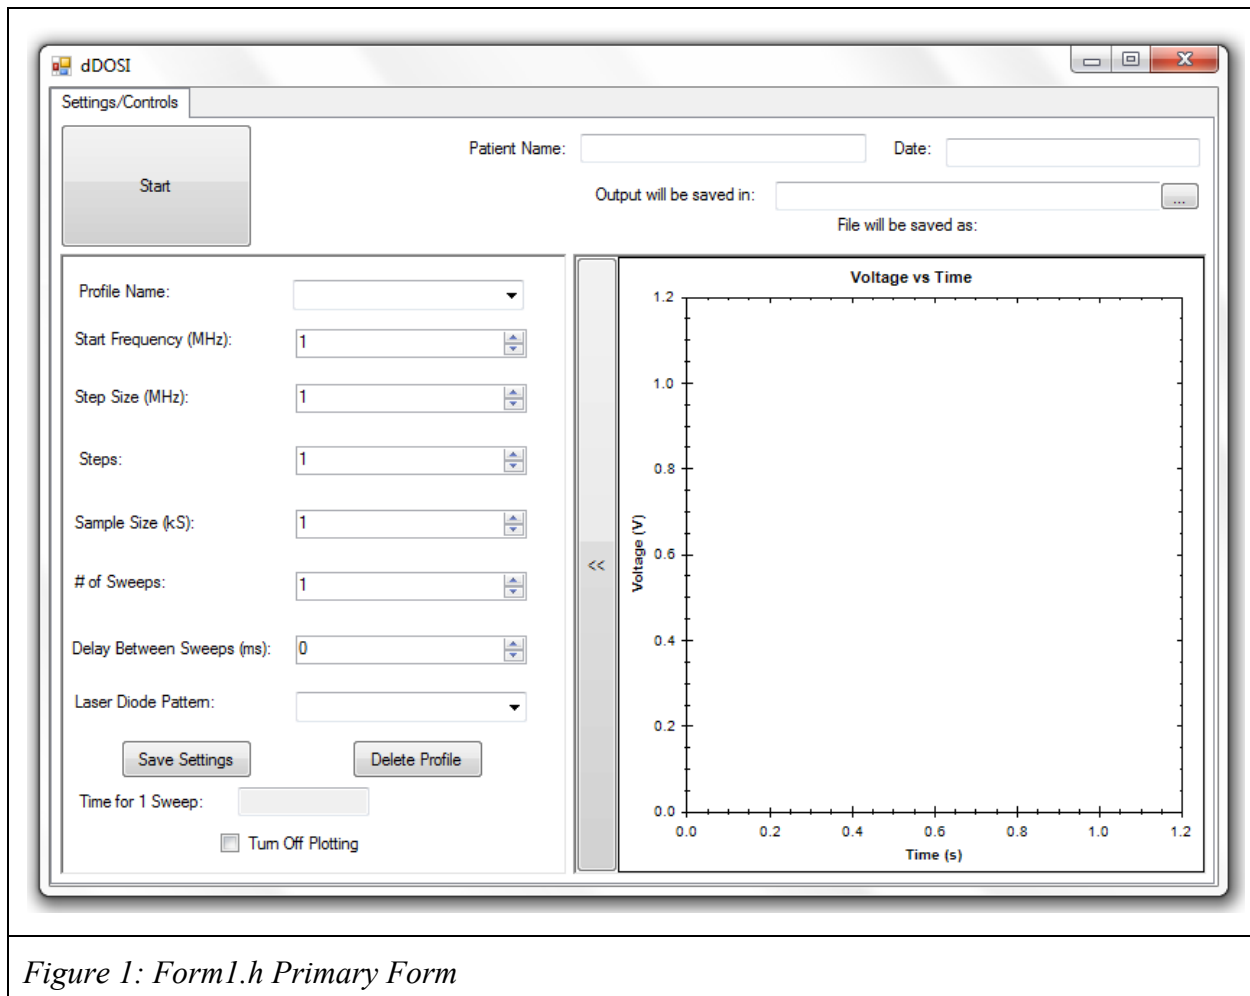 dDOSI
Settings/Controls
Start
Patient Name:
Date:
Output will be saved in:
...
File will be saved as:
Profile Name:
Start Frequency (MHz):
1
Step Size (MHz):
1
Steps:
1
Sample Size (kS):
1
# of Sweeps:
1
Delay Between Sweeps (ms):
0
Laser Diode Pattern:
Save Settings
Delete Profile
Time for 1 Sweep:
Turn Off Plotting
<<
Voltage vs Time
Voltage (V)
1.2
1.0
0.8
0.6
0.4
0.2
0.0
0.0 0.2 0.4 0.6 0.8 1.0 1.2
Time (s)
Figure 1: Form1.h Primary Form